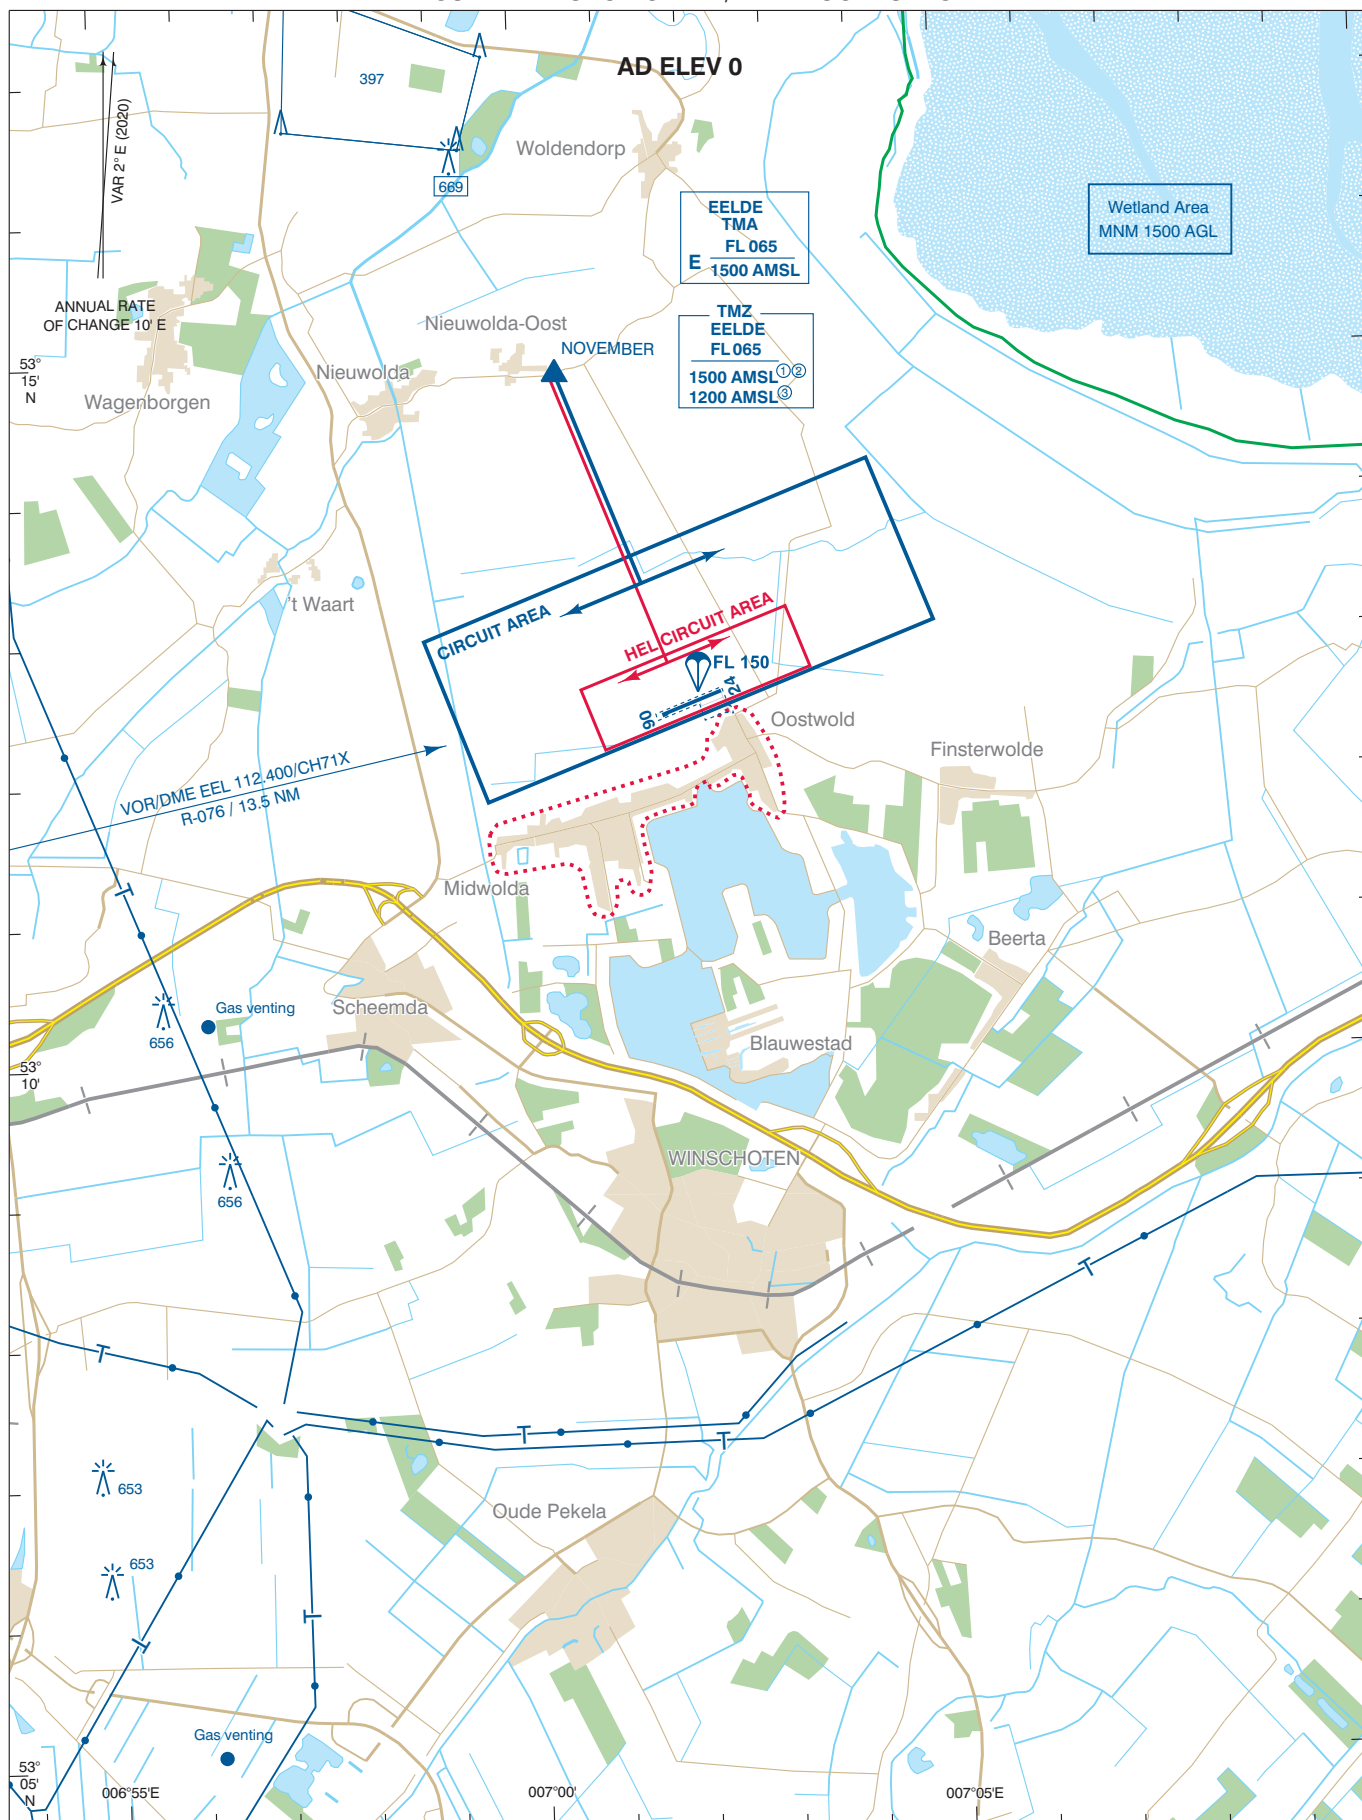 AD ELEV 0
397
VAR 2° E (2020)
Woldendorp
669
EELDE
TMA
FL 065
E 1500 AMSL
Wetland Area
MNM 1500 AGL
ANNUAL RATE
OF CHANGE 10' E
TMZ
EELDE
FL 065
1500 AMSL①②
1200 AMSL③
Nieuwolda-Oost
NOVEMBER
53°
15'
N
Nieuwolda
Wagenborgen
't Waart
CIRCUIT AREA
HEL CIRCUIT AREA
FL 150
24
06
Oostwold
Finsterwolde
VOR/DME EEL 112.400/CH71X
R-076 / 13.5 NM
Midwolda
Beerta
Scheemda
Gas venting
656
Blauwestad
53°
10'
N
WINSCHOTEN
656
653
Oude Pekela
653
Gas venting
53°
05'
N
006°55'E
007°00'
007°05'E